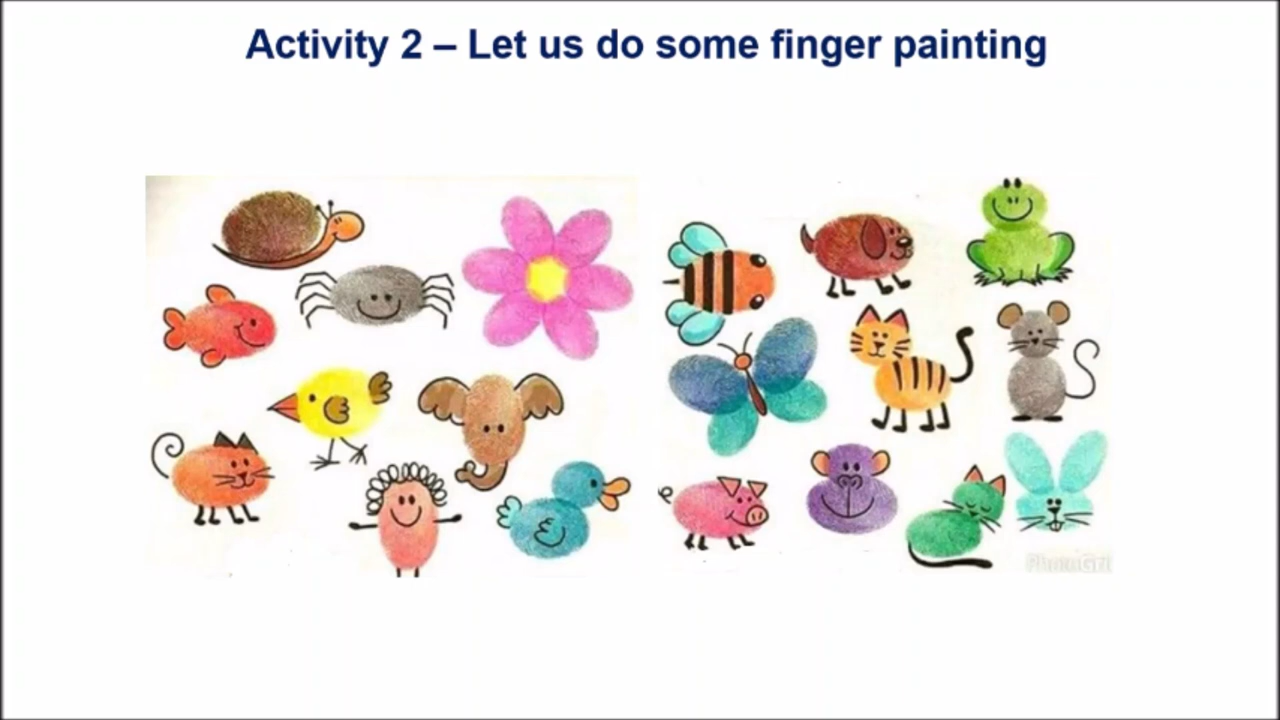 Activity 2 – Let us do some finger painting